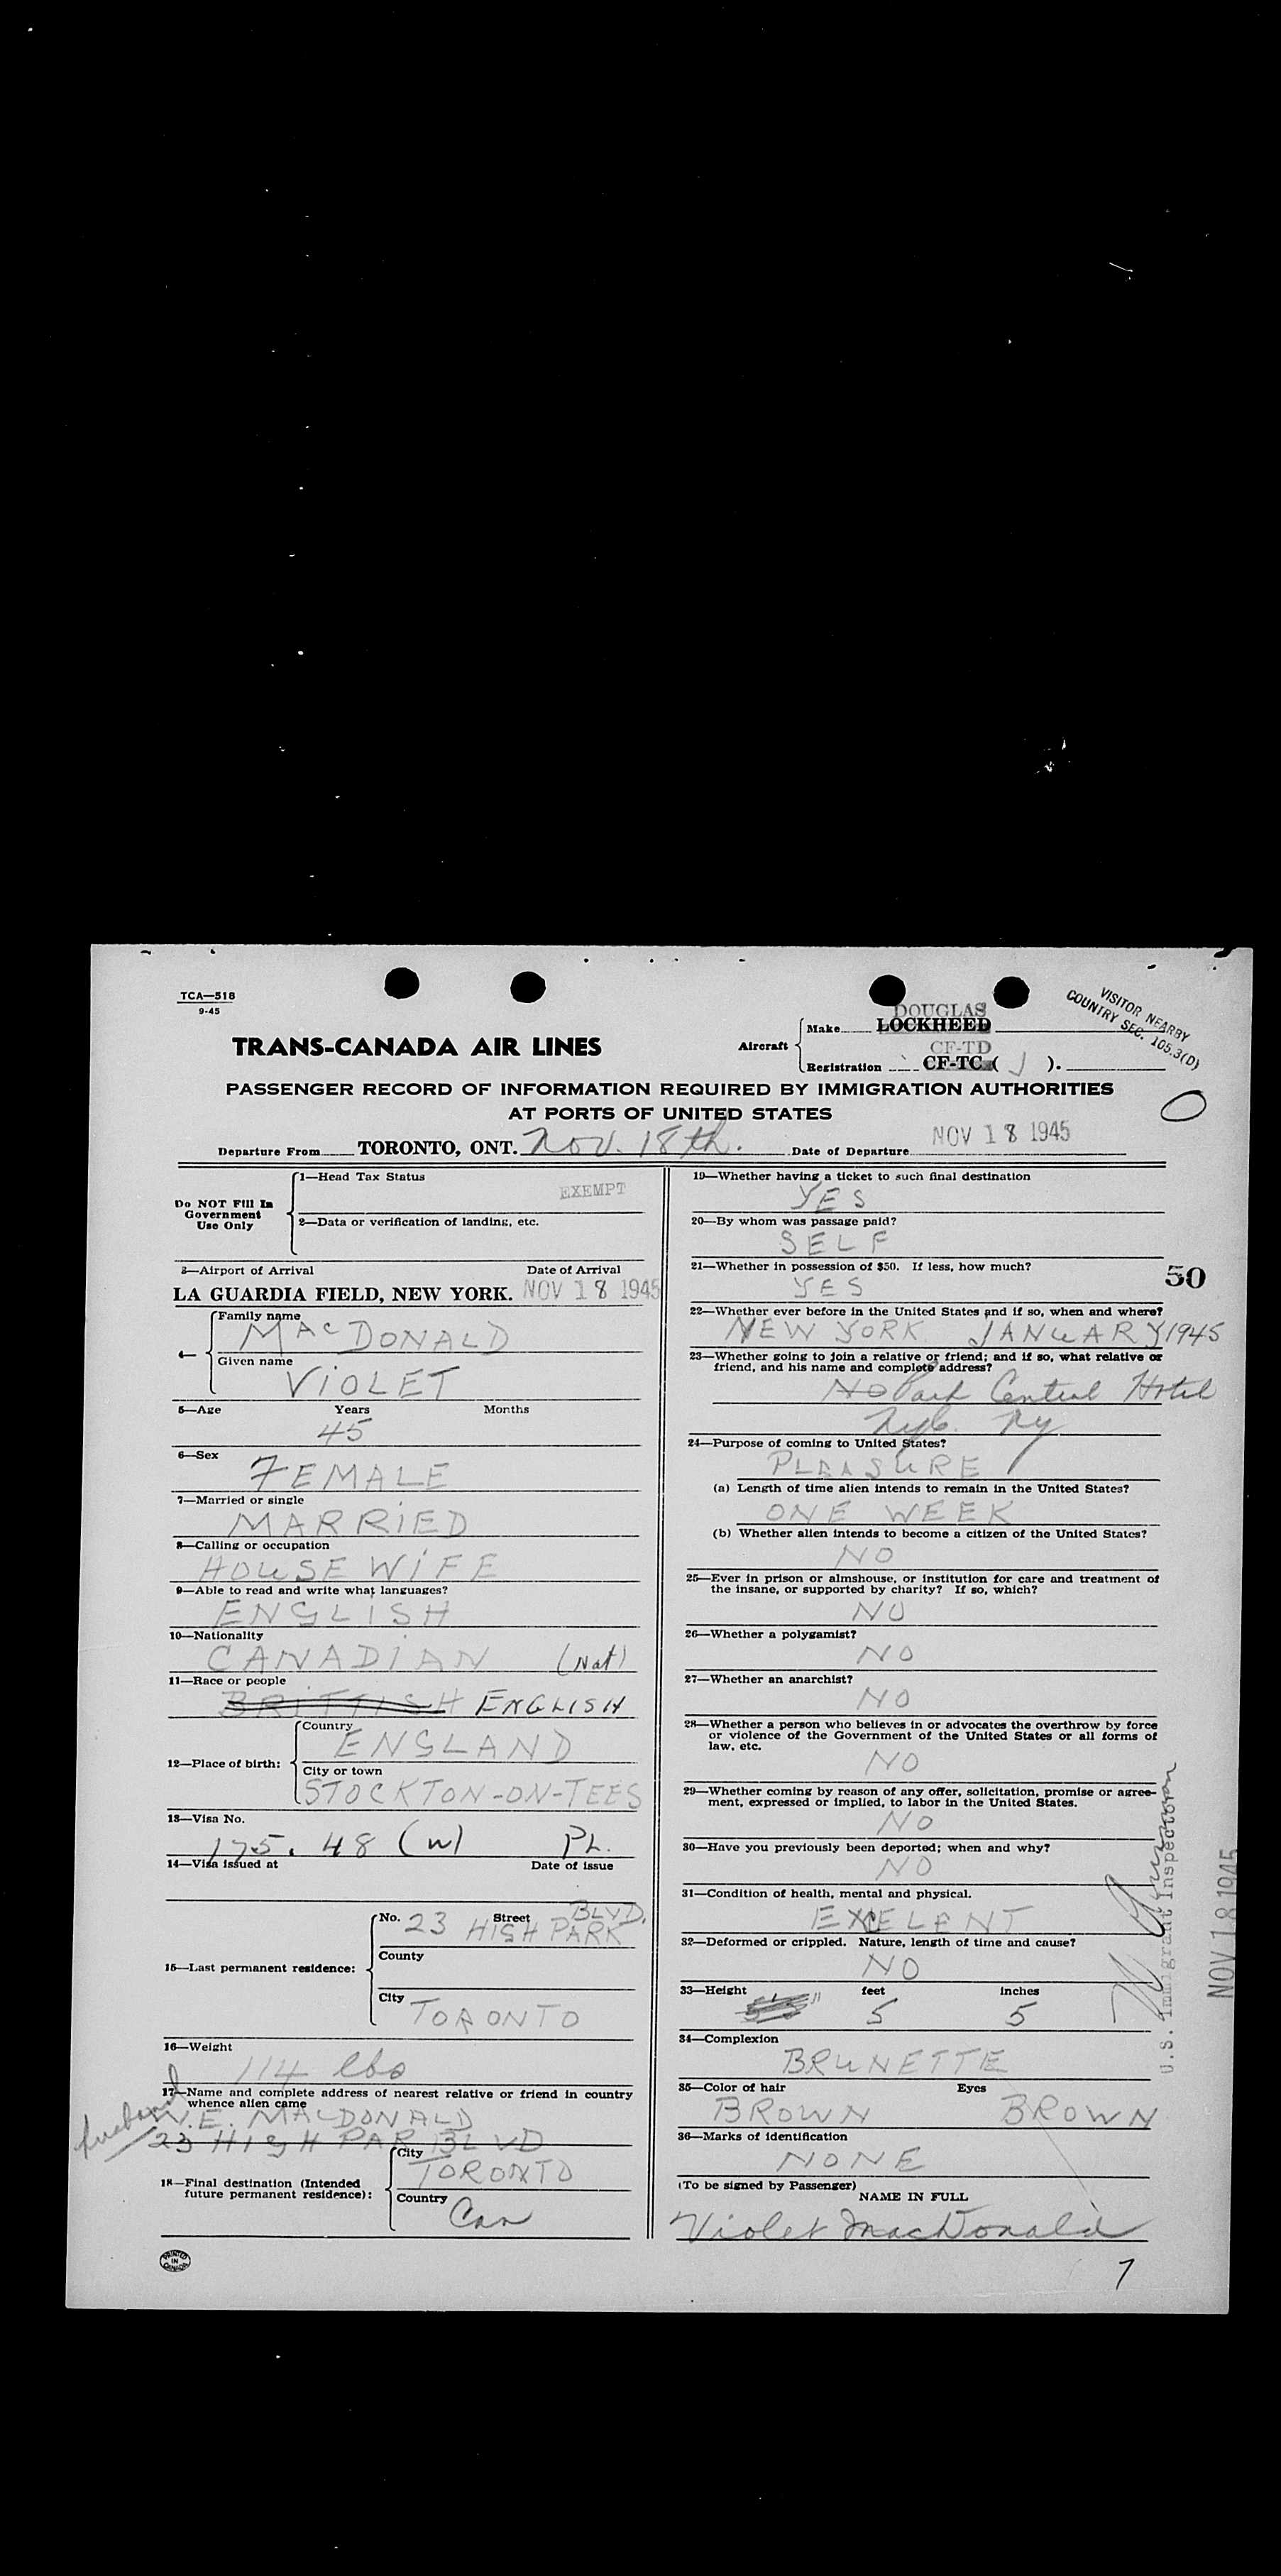 TCA—518
9-45
TRANS-CANADA AIR LINES
Aircraft
Make
DOUGLAS
LOCKHEED
CF-TD
Registration CF-TC ( J ).
VISITOR NEARBY
COUNTRY SEC. 105.3(D)
PASSENGER RECORD OF INFORMATION REQUIRED BY IMMIGRATION AUTHORITIES
AT PORTS OF UNITED STATES
O
Departure From TORONTO, ONT. Nov. 18th. Date of Departure NOV 18 1945
Do NOT Fill In
Government
Use Only
1—Head Tax Status
EXEMPT
2—Data or verification of landing, etc.
3—Airport of Arrival Date of Arrival
LA GUARDIA FIELD, NEW YORK. NOV 18 1945
4—
Family name
MACDONALD
Given name
VIOLET
5—Age Years Months
45
6—Sex
FEMALE
7—Married or single
MARRIED
8—Calling or occupation
HOUSE WIFE
9—Able to read and write what languages?
ENGLISH
10—Nationality
CANADIAN (Nat)
11—Race or people
BRITTISH ENGLISH
12—Place of birth:
Country
ENGLAND
City or town
STOCKTON-ON-TEES
13—Visa No.
175.48 (W) PL.
14—Visa issued at Date of issue
15—Last permanent residence:
No. 23 Street HIGH PARK BLVD.
County
City
TORONTO
16—Weight
114 lbs
17—Name and complete address of nearest relative or friend in country
whence alien came
husband
W.E. MACDONALD
23 HIGH PAR BLVD
18—Final destination (Intended
future permanent residence):
City
TORONTO
Country
Can
PRINTED
IN
CANADA
19—Whether having a ticket to such final destination
YES
20—By whom was passage paid?
SELF
21—Whether in possession of $50. If less, how much?
YES
50
22—Whether ever before in the United States and if so, when and where?
NEW YORK JANUARY 1945
23—Whether going to join a relative or friend; and if so, what relative or
friend, and his name and complete address?
NO Park Central Hotel
Nyc. Ny
24—Purpose of coming to United States?
PLEASURE
(a) Length of time alien intends to remain in the United States?
ONE WEEK
(b) Whether alien intends to become a citizen of the United States?
NO
25—Ever in prison or almshouse, or institution for care and treatment of
the insane, or supported by charity? If so, which?
NO
26—Whether a polygamist?
NO
27—Whether an anarchist?
NO
28—Whether a person who believes in or advocates the overthrow by force
or violence of the Government of the United States or all forms of
law, etc.
NO
29—Whether coming by reason of any offer, solicitation, promise or agree-
ment, expressed or implied, to labor in the United States.
NO
30—Have you previously been deported; when and why?
NO
31—Condition of health, mental and physical.
EXCELENT
32—Deformed or crippled. Nature, length of time and cause?
NO
33—Height feet inches
5 5
34—Complexion
BRUNETTE
35—Color of hair Eyes
BROWN BROWN
36—Marks of identification
NONE
(To be signed by Passenger)
NAME IN FULL
Violet MacDonald
7
U.S. Immigrant Inspector
NOV 18 1945